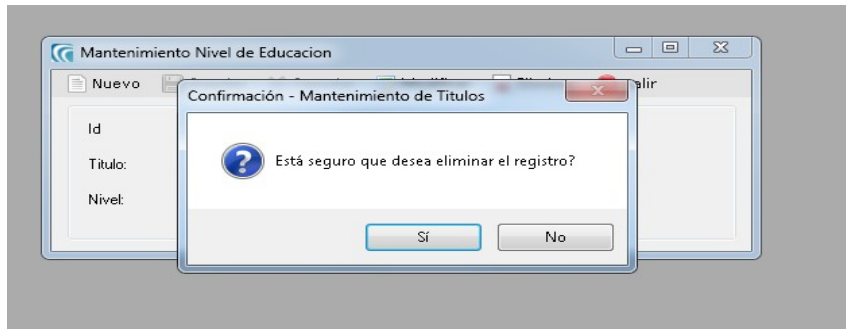 Mantenimiento Nivel de Educacion
Nuevo
Confirmación - Mantenimiento de Titulos
Id
Titulo:
Está seguro que desea eliminar el registro?
Nivel:
Sí No